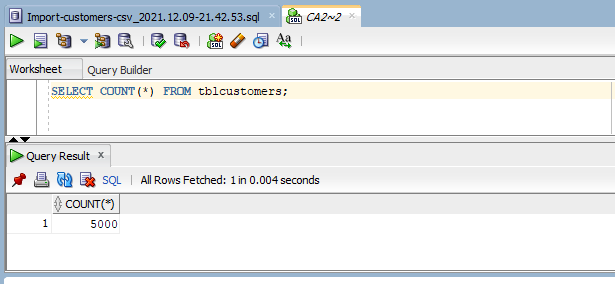 Import-customers-csv_2021.12.09-21.42.53.sql × CA2~2 ×
Worksheet Query Builder
SELECT COUNT(*) FROM tblcustomers;
Query Result ×
SQL | All Rows Fetched: 1 in 0.004 seconds
COUNT(*)
1 5000